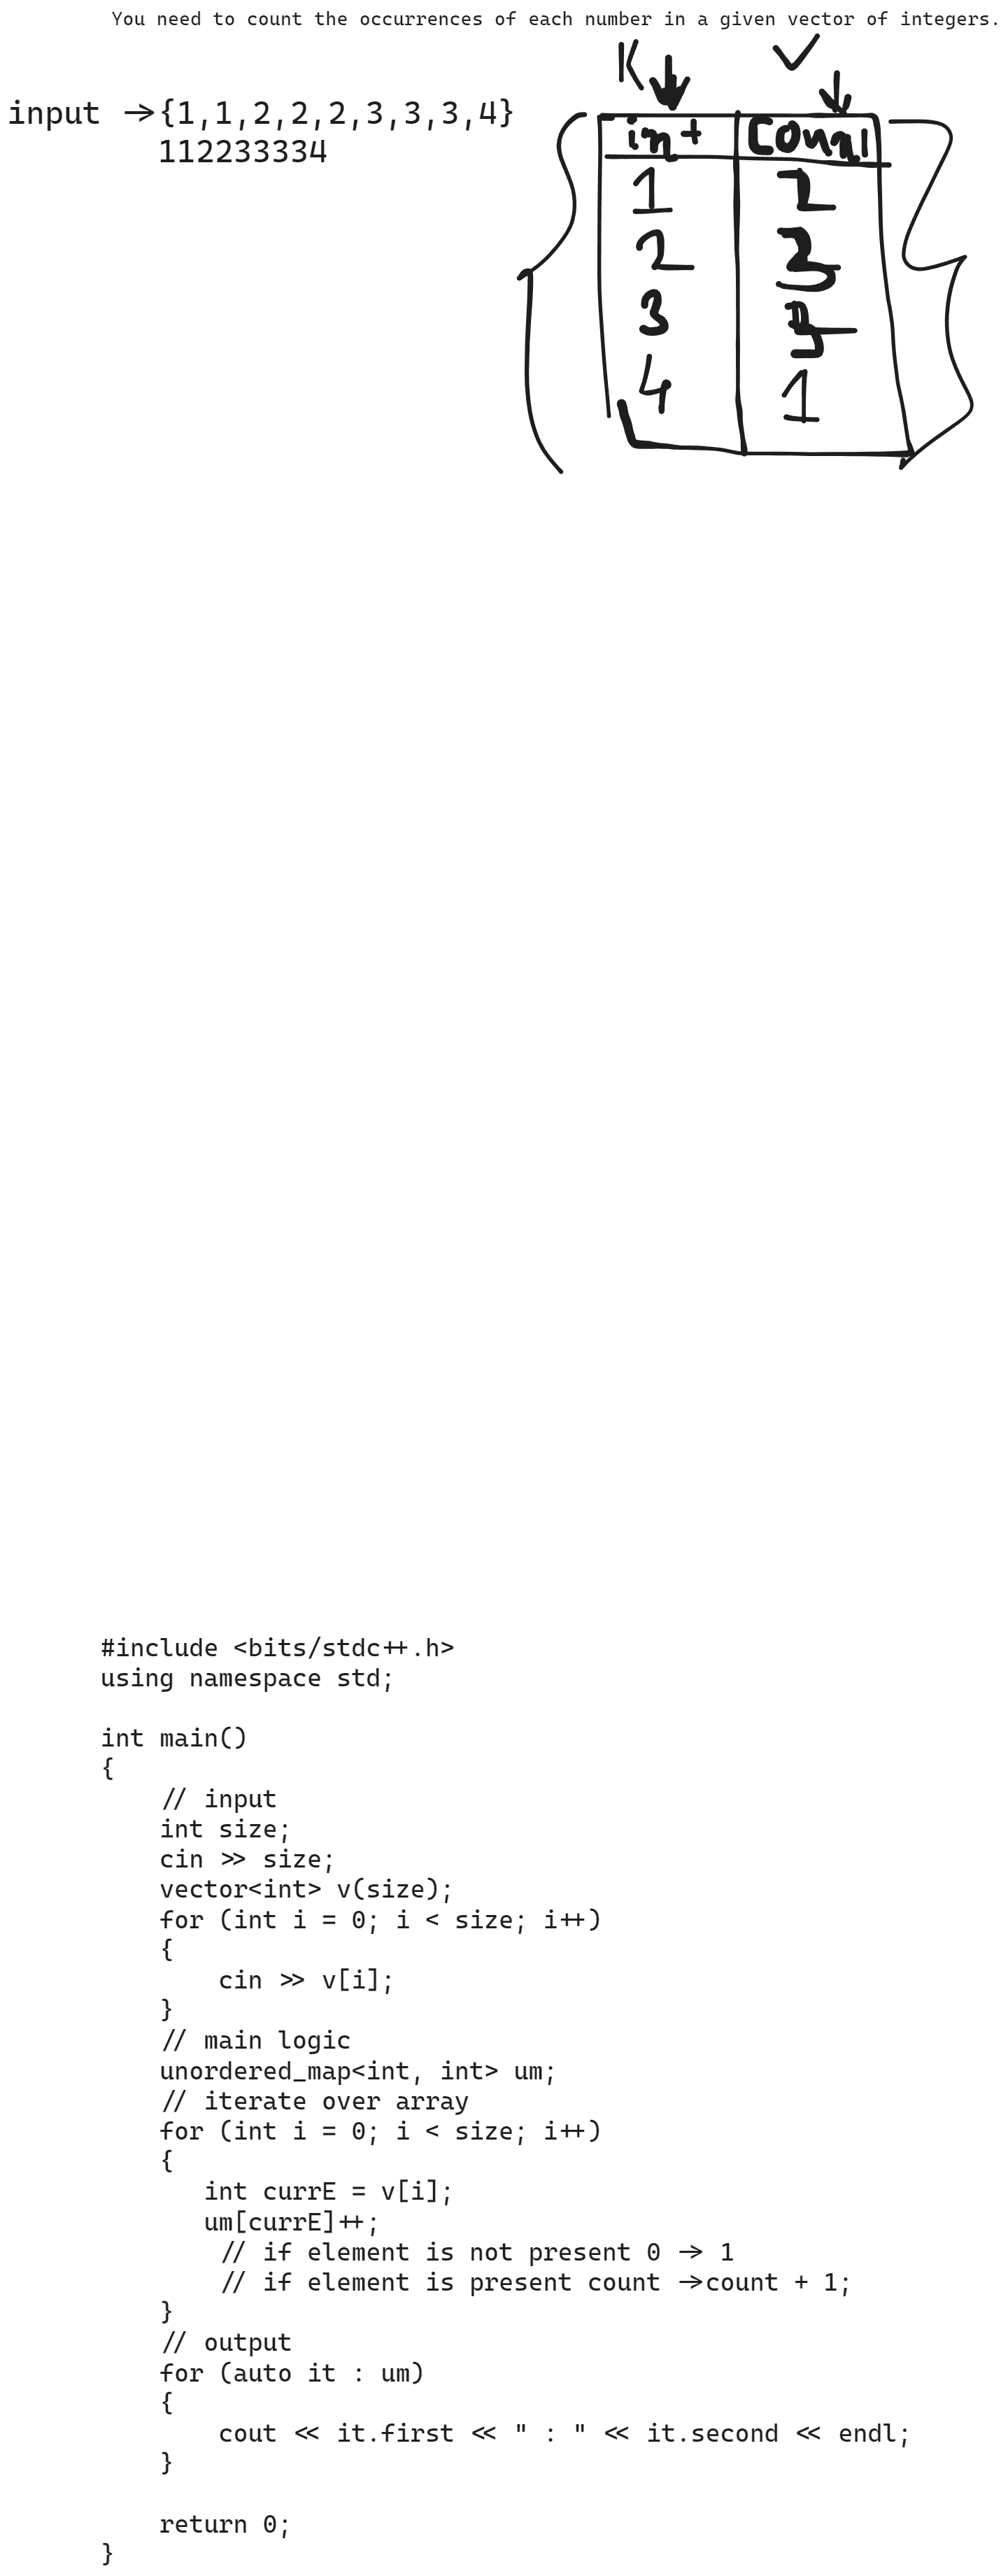 You need to count the occurrences of each number in a given vector of integers.
K V
input →{1,1,2,2,2,3,3,3,4}
11223334
int
1
2
3
4 1
#include <bits/stdc++.h>
using namespace std;
int main()
{
// input
int size;
cin >> size;
vector<int> v(size);
for (int i = 0; i < size; i++)
{
cin >> v[i];
}
// main logic
unordered_map<int, int> um;
// iterate over array
for (int i = 0; i < size; i++)
{
int currE = v[i];
um[currE]++;
// if element is not present 0 -> 1
// if element is present count ->count + 1;
}
// output
for (auto it : um)
{
cout << it.first << " : " << it.second << endl;
}
return 0;
}